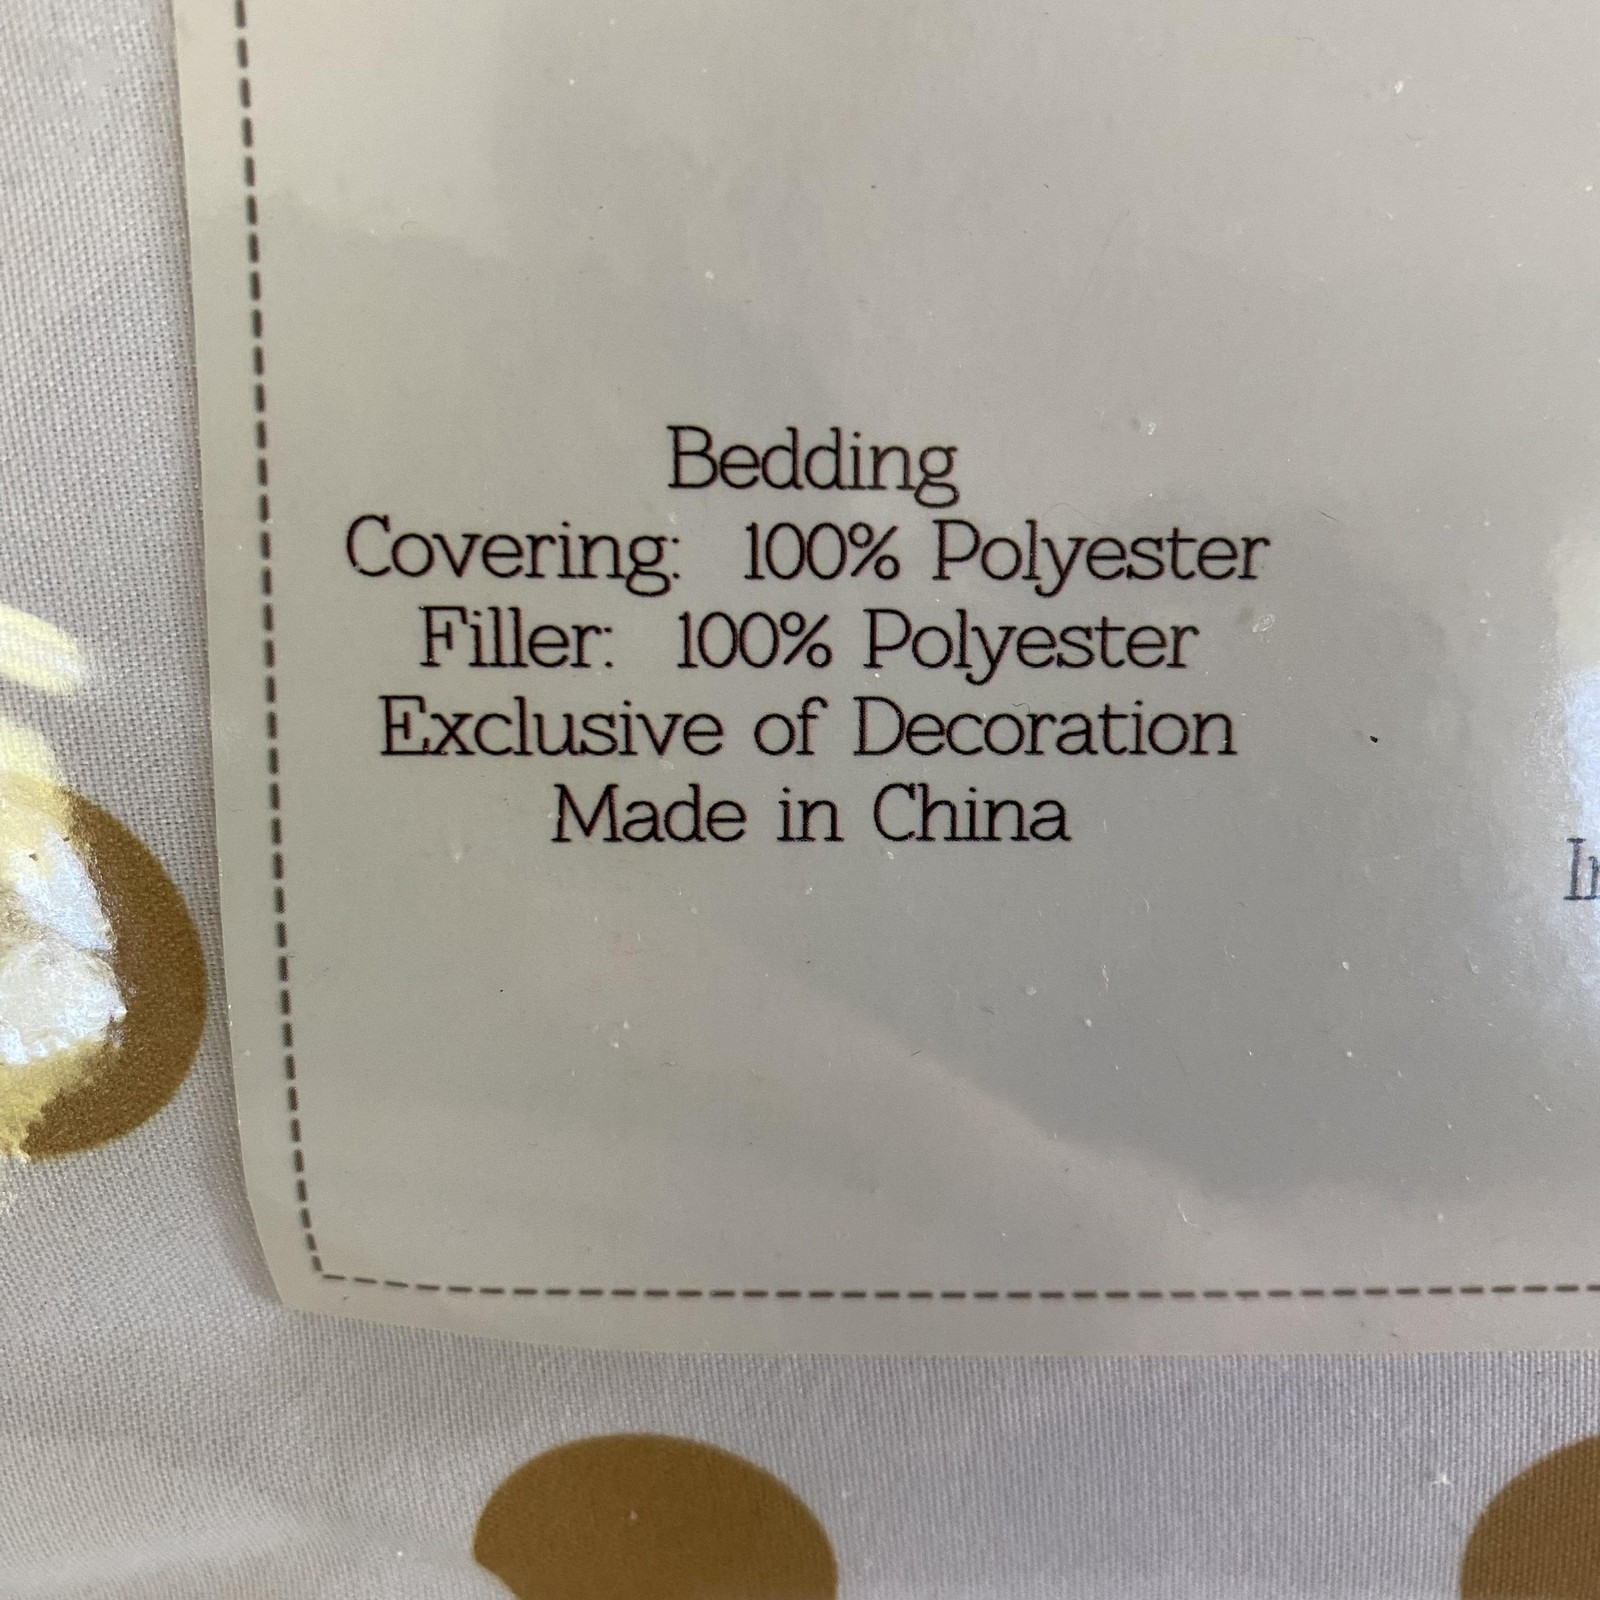 Bedding
Covering: 100% Polyester
Filler: 100% Polyester
Exclusive of Decoration
Made in China